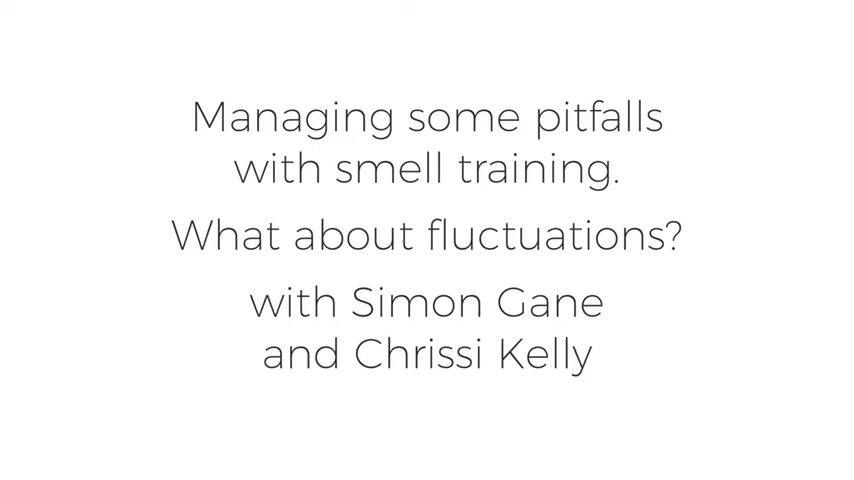 Managing some pitfalls
with smell training.
What about fluctuations?
with Simon Gane
and Chrissi Kelly